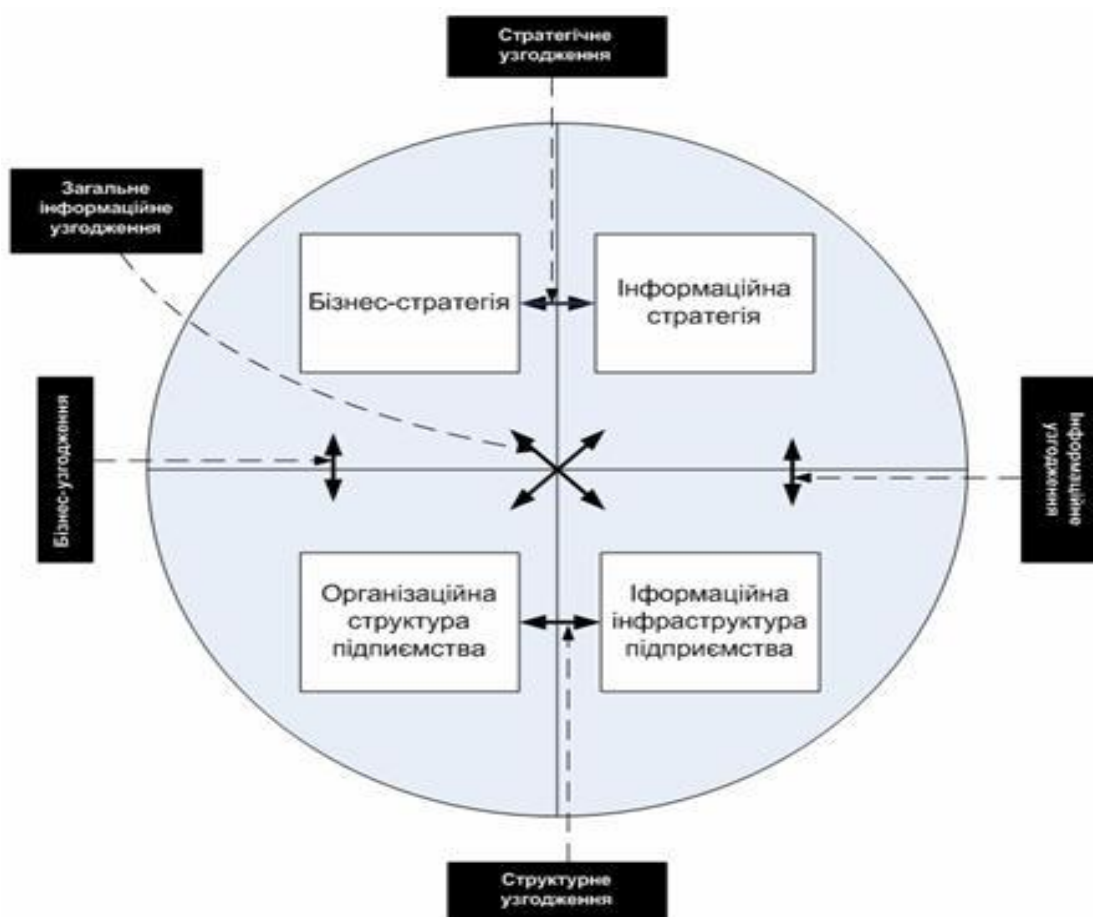 Стратегічне
узгодження
Загальне
інформаційне
узгодження
Бізнес-стратегія
Інформаційна
стратегія
Бізнес-узгодження
Інформаційне
узгодження
Організаційна
структура
підпиємства
Іформаційна
інфраструктура
підприємства
Структурне
узгодження